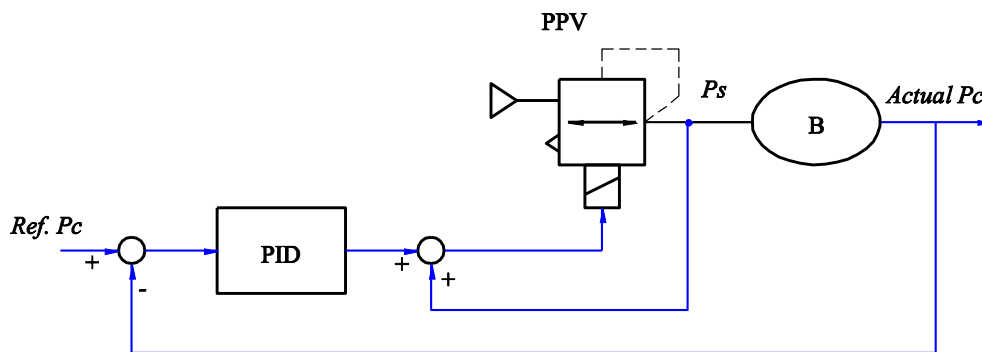 PPV
Ps
Actual Pc
B
Ref. Pc
PID
+
-
+
+